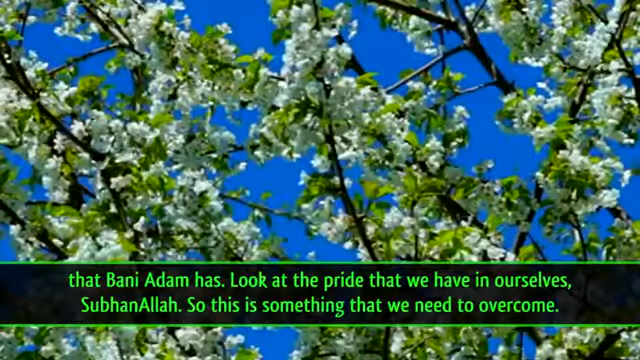 that Bani Adam has. Look at the pride that we have in ourselves,
SubhanAllah. So this is something that we need to overcome.